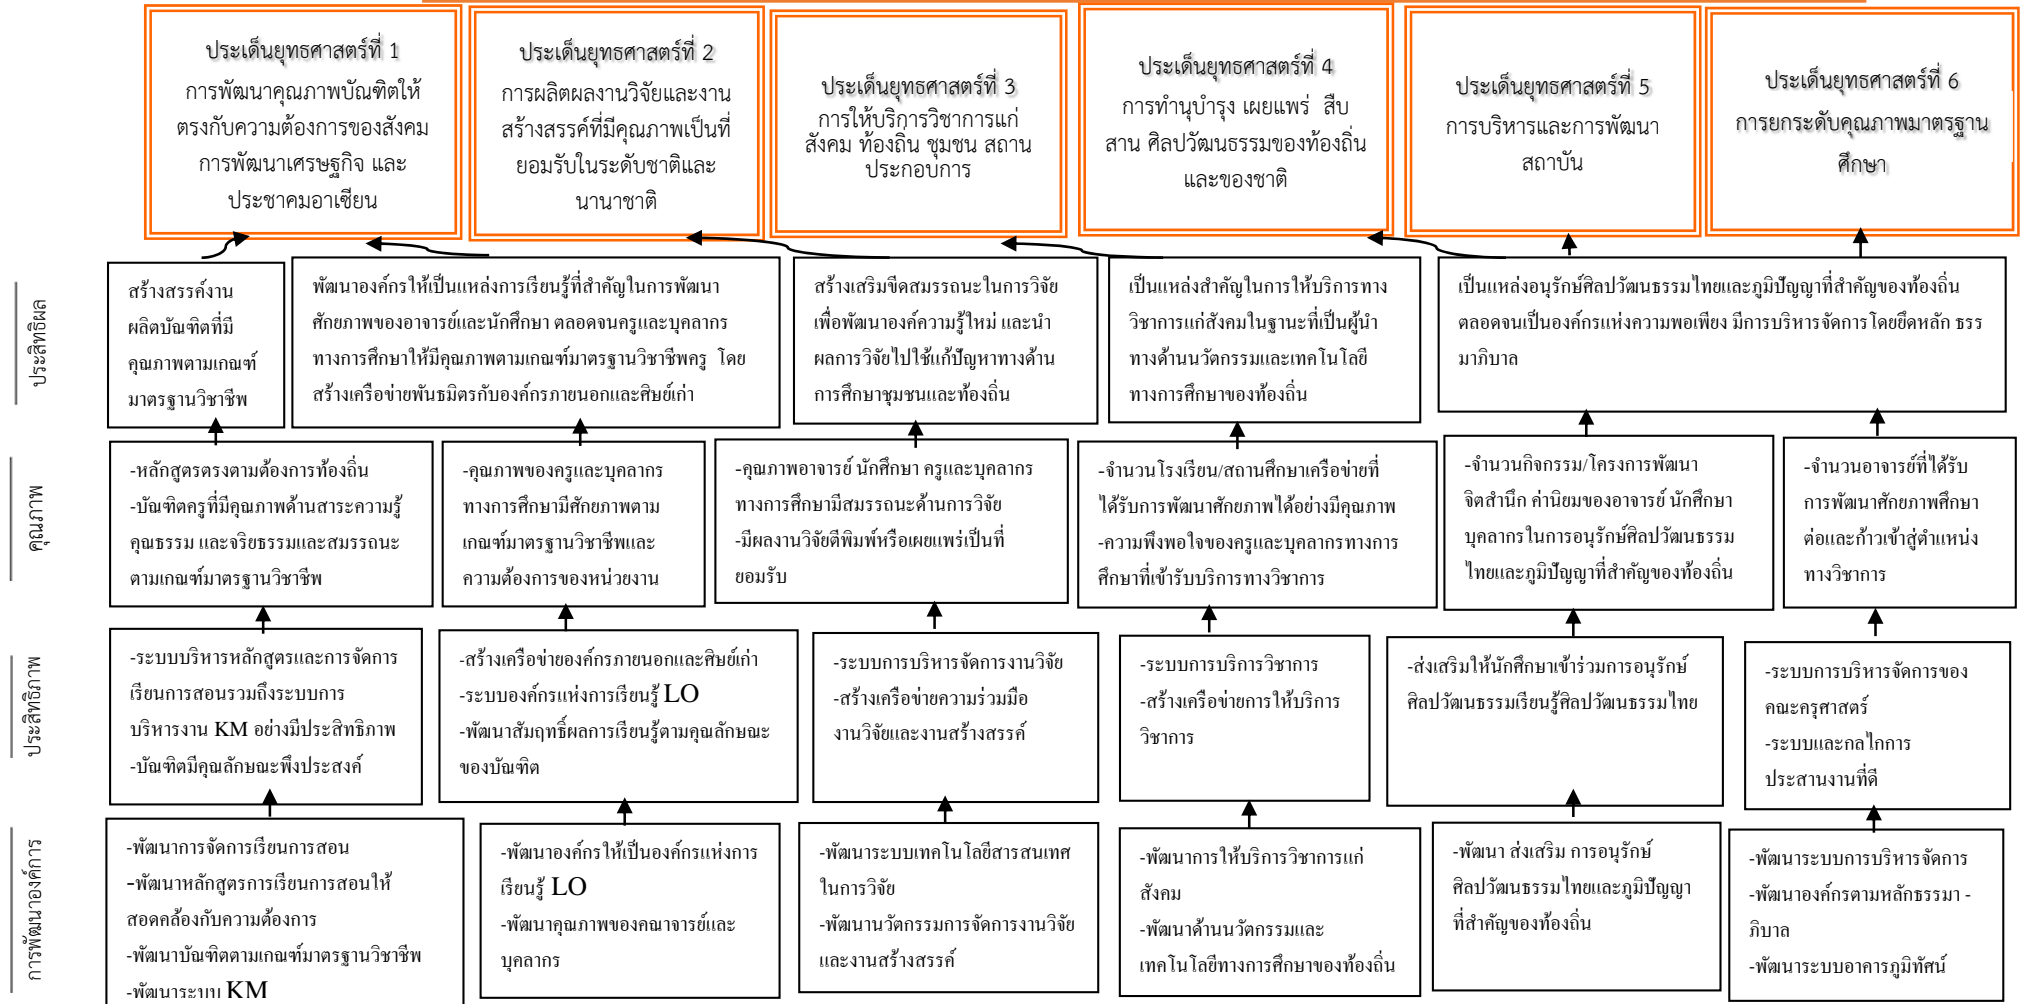 ประเด็นยุทธศาสตร์ที่ 1
การพัฒนาคุณภาพบัณฑิตให้
ตรงกับความต้องการของสังคม
การพัฒนาเศรษฐกิจ และ
ประชาคมอาเซียน
ประเด็นยุทธศาสตร์ที่ 2
การผลิตผลงานวิจัยและงาน
สร้างสรรค์ที่มีคุณภาพเป็นที่
ยอมรับในระดับชาติและ
นานาชาติ
ประเด็นยุทธศาสตร์ที่ 3
การให้บริการวิชาการแก่
สังคม ท้องถิ่น ชุมชน สถาน
ประกอบการ
ประเด็นยุทธศาสตร์ที่ 4
การทำนุบำรุง เผยแพร่ สืบ
สาน ศิลปวัฒนธรรมของท้องถิ่น
และของชาติ
ประเด็นยุทธศาสตร์ที่ 5
การบริหารและการพัฒนา
สถาบัน
ประเด็นยุทธศาสตร์ที่ 6
การยกระดับคุณภาพมาตรฐาน
ศึกษา
ประสิทธิผล
สร้างสรรค์งาน
ผลิตบัณฑิตที่มี
คุณภาพตามเกณฑ์
มาตรฐานวิชาชีพ
พัฒนาองค์กรให้เป็นแหล่งการเรียนรู้ที่สำคัญในการพัฒนา
ศักยภาพของอาจารย์และนักศึกษา ตลอดจนครูและบุคลากร
ทางการศึกษาให้มีคุณภาพตามเกณฑ์มาตรฐานวิชาชีพครู โดย
สร้างเครือข่ายพันธมิตรกับองค์กรภายนอกและศิษย์เก่า
สร้างเสริมขีดสมรรถนะในการวิจัย
เพื่อพัฒนาองค์ความรู้ใหม่ และนำ
ผลการวิจัยไปใช้แก้ปัญหาทางด้าน
การศึกษาชุมชนและท้องถิ่น
เป็นแหล่งสำคัญในการให้บริการทาง
วิชาการแก่สังคมในฐานะที่เป็นผู้นำ
ทางด้านนวัตกรรมและเทคโนโลยี
ทางการศึกษาของท้องถิ่น
เป็นแหล่งอนุรักษ์ศิลปวัฒนธรรมไทยและภูมิปัญญาที่สำคัญของท้องถิ่น
ตลอดจนเป็นองค์กรแห่งความพอเพียง มีการบริหารจัดการโดยยึดหลัก ธรร
มาภิบาล
คุณภาพ
-หลักสูตรตรงตามต้องการท้องถิ่น
-บัณฑิตครูที่มีคุณภาพด้านสาระความรู้
คุณธรรม และจริยธรรมและสมรรถนะ
ตามเกณฑ์มาตรฐานวิชาชีพ
-คุณภาพของครูและบุคลากร
ทางการศึกษามีศักยภาพตาม
เกณฑ์มาตรฐานวิชาชีพและ
ความต้องการของหน่วยงาน
-คุณภาพอาจารย์ นักศึกษา ครูและบุคลากร
ทางการศึกษามีสมรรถนะด้านการวิจัย
-มีผลงานวิจัยตีพิมพ์หรือเผยแพร่เป็นที่
ยอมรับ
-จำนวนโรงเรียน/สถานศึกษาเครือข่ายที่
ได้รับการพัฒนาศักยภาพได้อย่างมีคุณภาพ
-ความพึงพอใจของครูและบุคลากรทางการ
ศึกษาที่เข้ารับบริการทางวิชาการ
-จำนวนกิจกรรม/โครงการพัฒนา
จิตสำนึก ค่านิยมของอาจารย์ นักศึกษา
บุคลากรในการอนุรักษ์ศิลปวัฒนธรรม
ไทยและภูมิปัญญาที่สำคัญของท้องถิ่น
-จำนวนอาจารย์ที่ได้รับ
การพัฒนาศักยภาพศึกษา
ต่อและก้าวเข้าสู่ตำแหน่ง
ทางวิชาการ
ประสิทธิภาพ
-ระบบบริหารหลักสูตรและการจัดการ
เรียนการสอนรวมถึงระบบการ
บริหารงาน KM อย่างมีประสิทธิภาพ
-บัณฑิตมีคุณลักษณะพึงประสงค์
-สร้างเครือข่ายองค์กรภายนอกและศิษย์เก่า
-ระบบองค์กรแห่งการเรียนรู้ LO
-พัฒนาสัมฤทธิ์ผลการเรียนรู้ตามคุณลักษณะ
ของบัณฑิต
-ระบบการบริหารจัดการงานวิจัย
-สร้างเครือข่ายความร่วมมือ
งานวิจัยและงานสร้างสรรค์
-ระบบการบริการวิชาการ
-สร้างเครือข่ายการให้บริการ
วิชาการ
-ส่งเสริมให้นักศึกษาเข้าร่วมการอนุรักษ์
ศิลปวัฒนธรรมเรียนรู้ศิลปวัฒนธรรมไทย
-ระบบการบริหารจัดการของ
คณะครุศาสตร์
-ระบบและกลไกการ
ประสานงานที่ดี
การพัฒนาองค์การ
-พัฒนาการจัดการเรียนการสอน
-พัฒนาหลักสูตรการเรียนการสอนให้
สอดคล้องกับความต้องการ
-พัฒนาบัณฑิตตามเกณฑ์มาตรฐานวิชาชีพ
-พัฒนาระบบ KM
-พัฒนาองค์กรให้เป็นองค์กรแห่งการ
เรียนรู้ LO
-พัฒนาคุณภาพของคณาจารย์และ
บุคลากร
-พัฒนาระบบเทคโนโลยีสารสนเทศ
ในการวิจัย
-พัฒนานวัตกรรมการจัดการงานวิจัย
และงานสร้างสรรค์
-พัฒนาการให้บริการวิชาการแก่
สังคม
-พัฒนาด้านนวัตกรรมและ
เทคโนโลยีทางการศึกษาของท้องถิ่น
-พัฒนา ส่งเสริม การอนุรักษ์
ศิลปวัฒนธรรมไทยและภูมิปัญญา
ที่สำคัญของท้องถิ่น
-พัฒนาระบบการบริหารจัดการ
-พัฒนาองค์กรตามหลักธรรมา -
ภิบาล
-พัฒนาระบบอาคารภูมิทัศน์